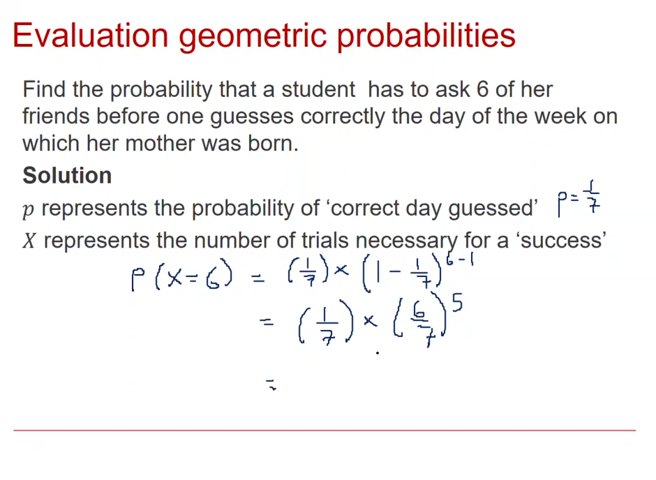 Evaluation geometric probabilities
Find the probability that a student has to ask 6 of her
friends before one guesses correctly the day of the week on
which her mother was born.
Solution
p represents the probability of ‘correct day guessed’ P = 1/7
X represents the number of trials necessary for a ‘success’
P(X=6) = (1/7) × (1 − 1/7)^6−1
= (1/7) × (6/7)^5
=